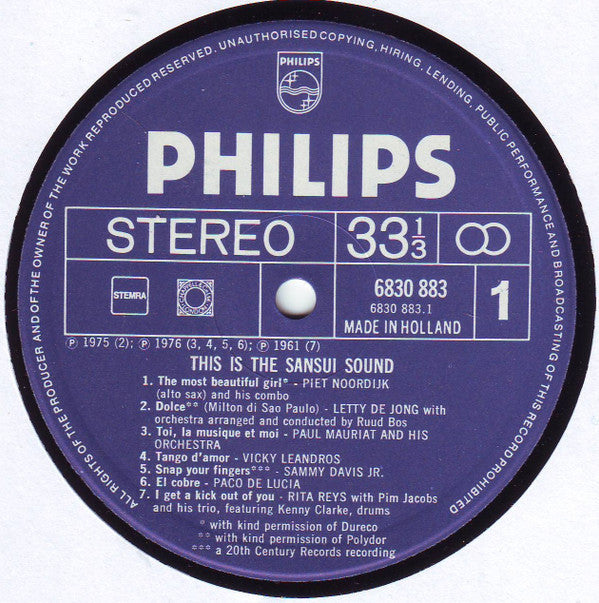 ALL RIGHTS OF THE PRODUCER AND OF THE OWNER OF THE WORK REPRODUCED RESERVED. UNAUTHORISED COPYING, HIRING, LENDING, PUBLIC PERFORMANCE AND BROADCASTING OF THIS RECORD PROHIBITED
PHILIPS
PHILIPS
STEREO 33 1/3
STEMRA
6830 883
6830 883.1
MADE IN HOLLAND
1
Ⓟ 1975 (2); Ⓟ 1976 (3, 4, 5, 6); Ⓟ 1961 (7)
THIS IS THE SANSUI SOUND
1. The most beautiful girl* - PIET NOORDIJK
(alto sax) and his combo
2. Dolce** (Milton di Sao Paulo) - LETTY DE JONG with
orchestra arranged and conducted by Ruud Bos
3. Toi, la musique et moi - PAUL MAURIAT AND HIS
ORCHESTRA
4. Tango d'amor - VICKY LEANDROS
5. Snap your fingers*** - SAMMY DAVIS JR.
6. El cobre - PACO DE LUCIA
7. I get a kick out of you - RITA REYS with Pim Jacobs
and his trio, featuring Kenny Clarke, drums
* with kind permission of Dureco
** with kind permission of Polydor
*** a 20th Century Records recording